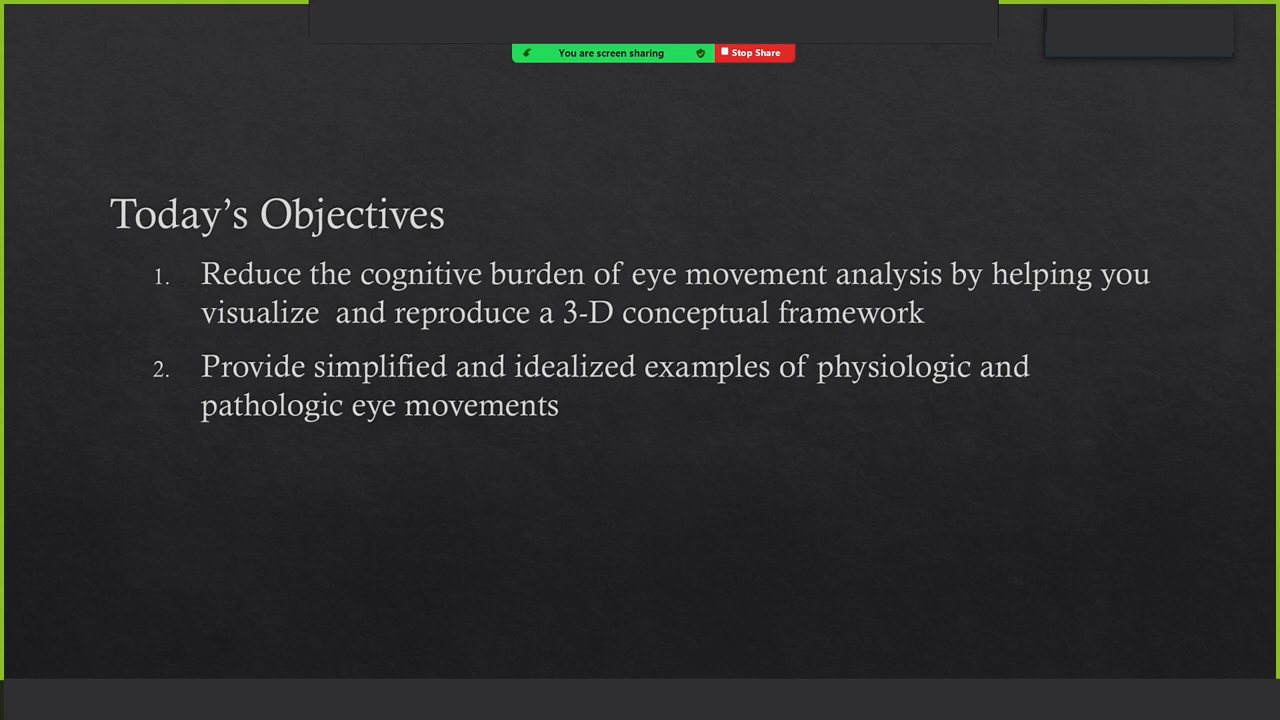 You are screen sharing
Stop Share
Today’s Objectives
1. Reduce the cognitive burden of eye movement analysis by helping you
visualize  and reproduce a 3-D conceptual framework
2. Provide simplified and idealized examples of physiologic and
pathologic eye movements